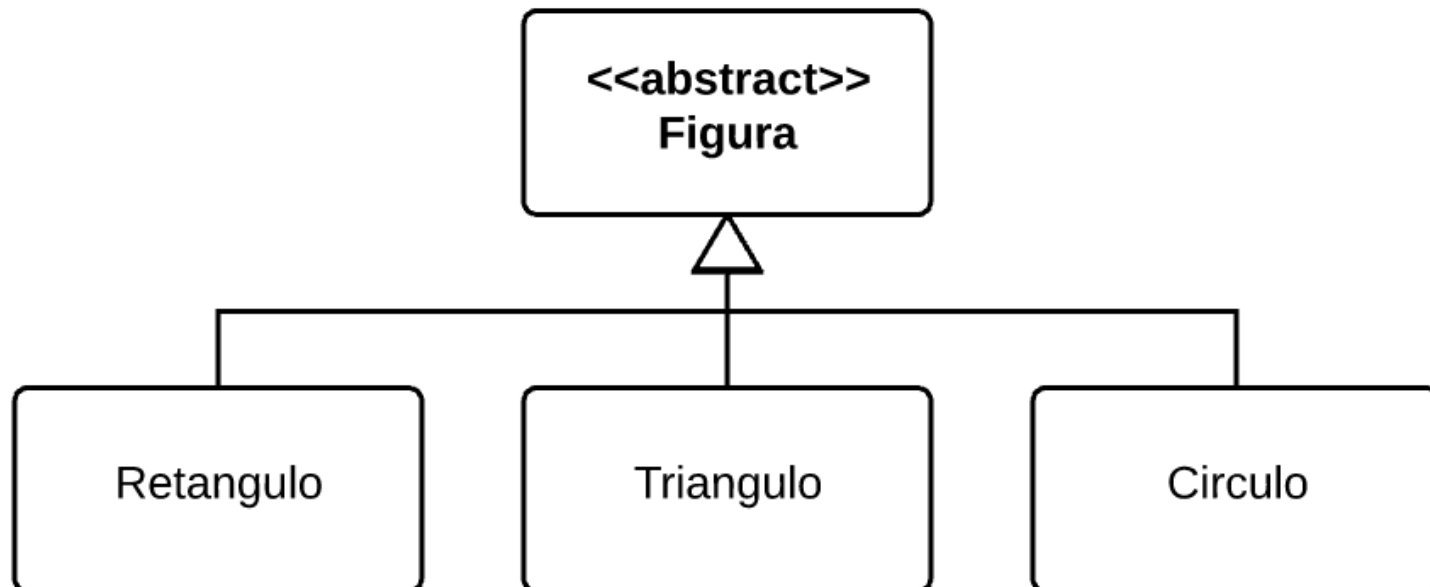 <<abstract>>
Figura
Retangulo
Triangulo
Circulo